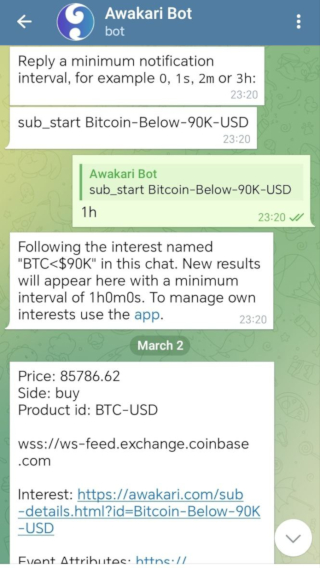 Awakari Bot
bot
Reply a minimum notification
interval, for example 0, 1s, 2m or 3h:
23:20
sub_start Bitcoin-Below-90K-USD
23:20
Awakari Bot
sub_start Bitcoin-Below-90K-USD
1h
23:20
Following the interest named
"BTC<$90K" in this chat. New results
will appear here with a minimum
interval of 1h0m0s. To manage own
interests use the app.
23:20
March 2
Price: 85786.62
Side: buy
Product id: BTC-USD
wss://ws-feed.exchange.coinbase
.com
Interest: https://awakari.com/sub
-details.html?id=Bitcoin-Below-90K
-USD
Event Attributes: https://